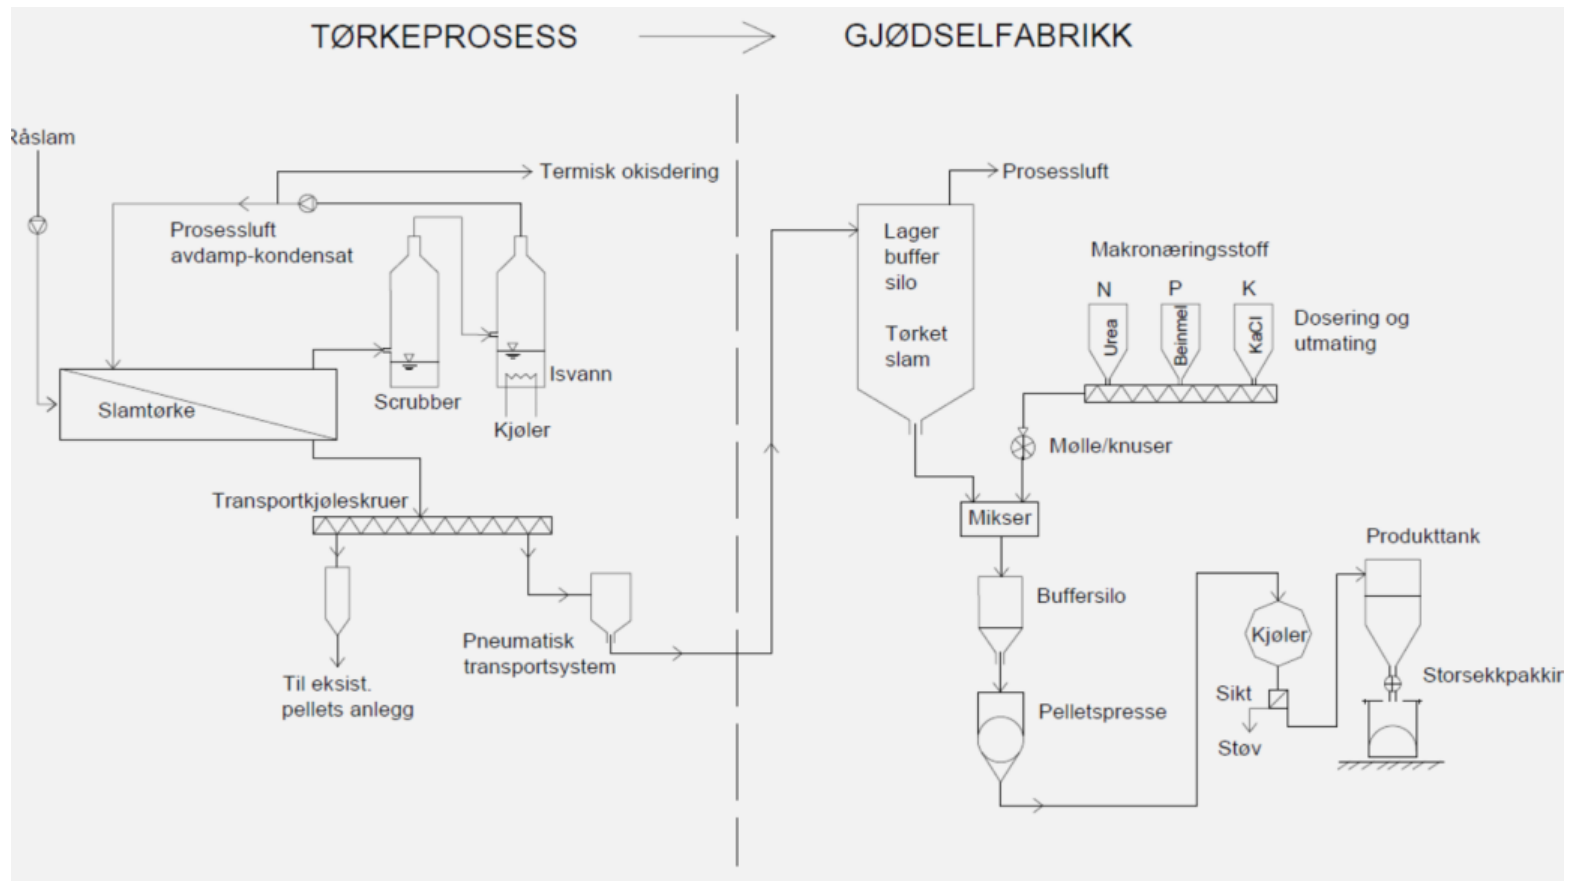 TØRKEPROSESS
GJØDSELFABRIKK
Råslam
Termisk okisdering
Prosessluft
avdamp-kondensat
Slamtørke
Scrubber
Isvann
Kjøler
Transportkjøleskruer
Til eksist.
pellets anlegg
Pneumatisk
transportsystem
Prosessluft
Lager
buffer
silo
Tørket
slam
Makronæringsstoff
N P K
Urea
Beinmel
KaCl
Dosering og
utmating
Mølle/knuser
Mikser
Buffersilo
Pelletspresse
Produkttank
Kjøler
Sikt
Støv
Storsekkpakkin